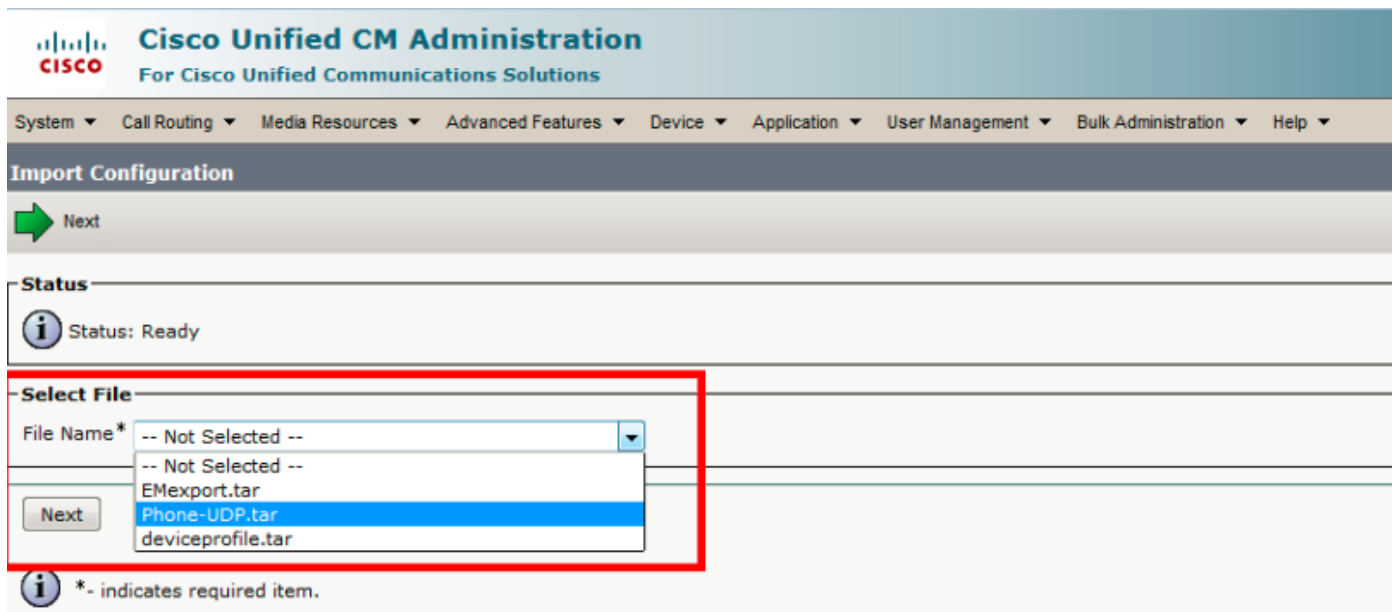 CISCO
Cisco Unified CM Administration
For Cisco Unified Communications Solutions
System Call Routing Media Resources Advanced Features Device Application User Management Bulk Administration Help
Import Configuration
Next
Status
Status: Ready
Select File
File Name* -- Not Selected --
-- Not Selected --
EMexport.tar
Phone-UDP.tar
deviceprofile.tar
Next
*- indicates required item.